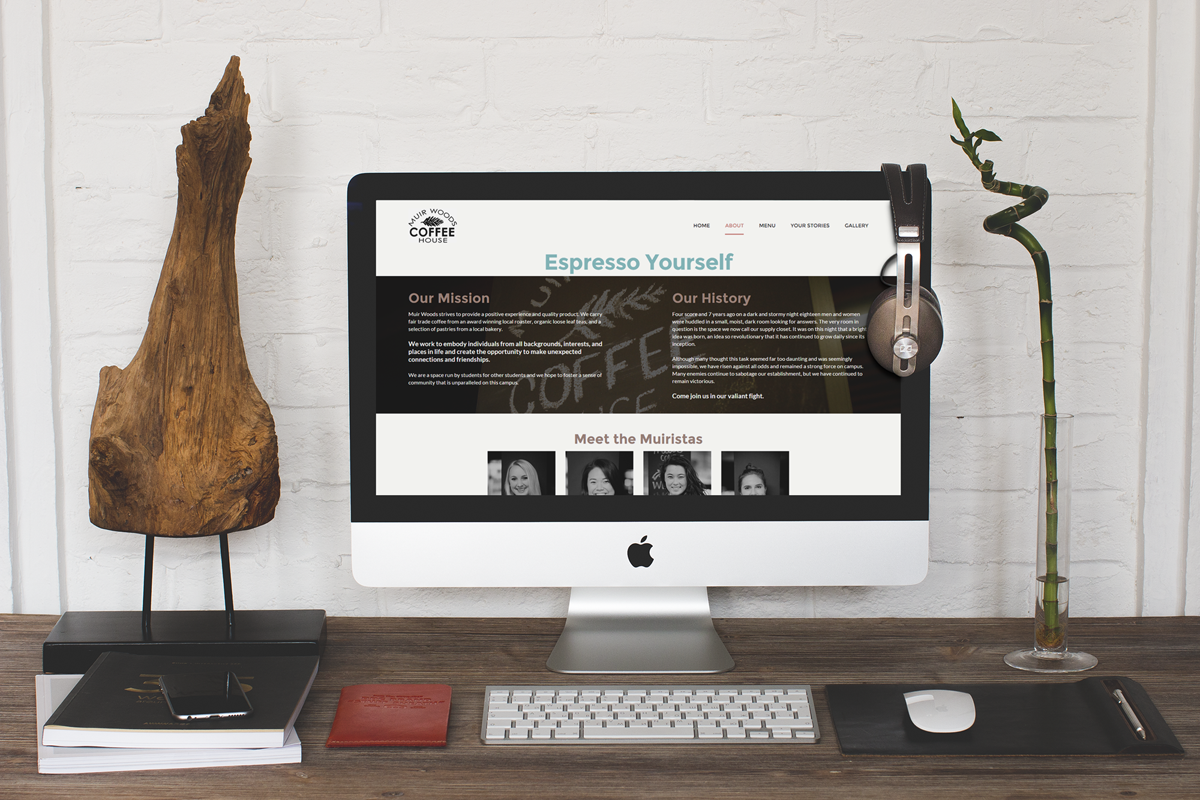 MUIR WOODS
COFFEE
HOUSE
HOME ABOUT MENU YOUR STORIES GALLERY
Espresso Yourself
Our Mission
Muir Woods strives to provide a positive experience and quality product. We carry
fair trade coffee from an award winning local roaster, organic loose leaf teas, and a
selection of pastries from a local bakery.
We work to embody individuals from all backgrounds, interests, and
places in life and create the opportunity to make unexpected
connections and friendships.
We are a space run by students for other students and we hope to foster a sense of
community that is unparalleled on this campus.
Our History
Four score and 7 years ago on a dark and stormy night eighteen men and women
were huddled in a small, moist, dark room looking for answers. The very room in
question is the space we now call our supply closet. It was on this night that a bright
idea was born, an idea so revolutionary that it has continued to grow daily since its
inception.
Although many thought this task seemed far too daunting and was seemingly
impossible, we have risen against all odds and remained a strong force on campus.
Many enemies continue to sabotage our establishment, but we have continued to
remain victorious.
Come join us in our valiant fight.
COFFEE
Meet the Muiristas